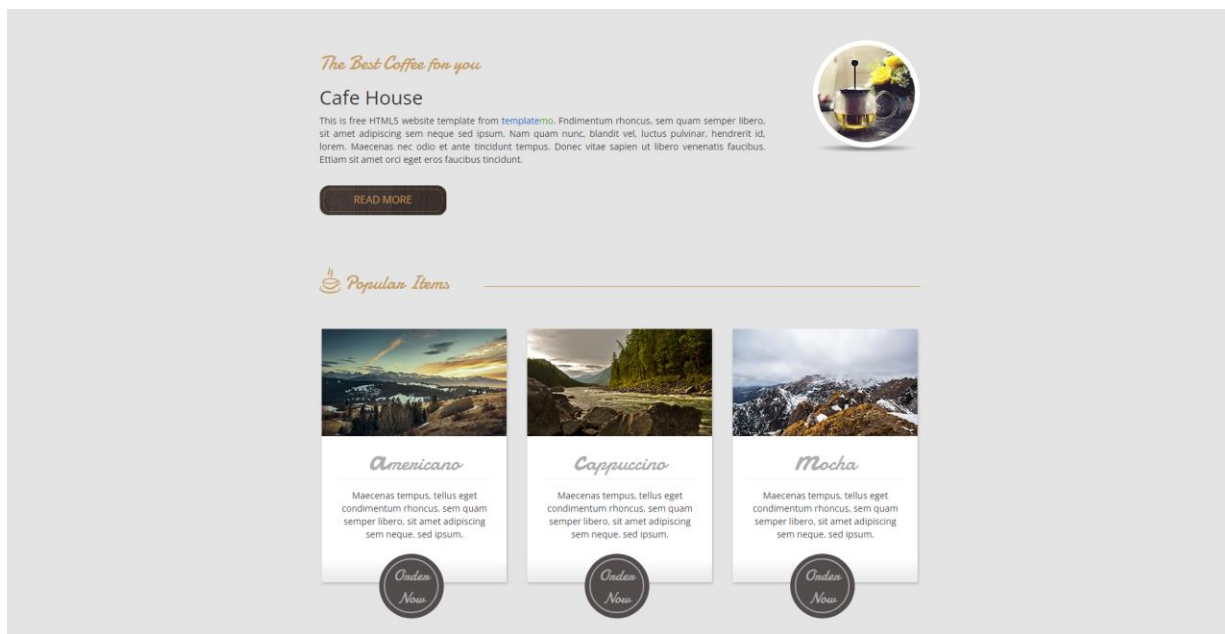 The Best Coffee for you
Cafe House
This is free HTML5 website template from templatemo. Fndimentum rhoncus, sem quam semper libero,
sit amet adipiscing sem neque sed ipsum. Nam quam nunc, blandit vel, luctus pulvinar, hendrerit id,
lorem. Maecenas nec odio et ante tincidunt tempus. Donec vitae sapien ut libero venenatis faucibus.
Ettiam sit amet orci eget eros faucibus tincidunt.
READ MORE
Popular Items
Americano
Maecenas tempus, tellus eget
condimentum rhoncus, sem quam
semper libero, sit amet adipiscing
sem neque. sed ipsum.
Order
Now
Cappuccino
Maecenas tempus, tellus eget
condimentum rhoncus, sem quam
semper libero, sit amet adipiscing
sem neque. sed ipsum.
Order
Now
Mocha
Maecenas tempus, tellus eget
condimentum rhoncus, sem quam
semper libero, sit amet adipiscing
sem neque. sed ipsum.
Order
Now